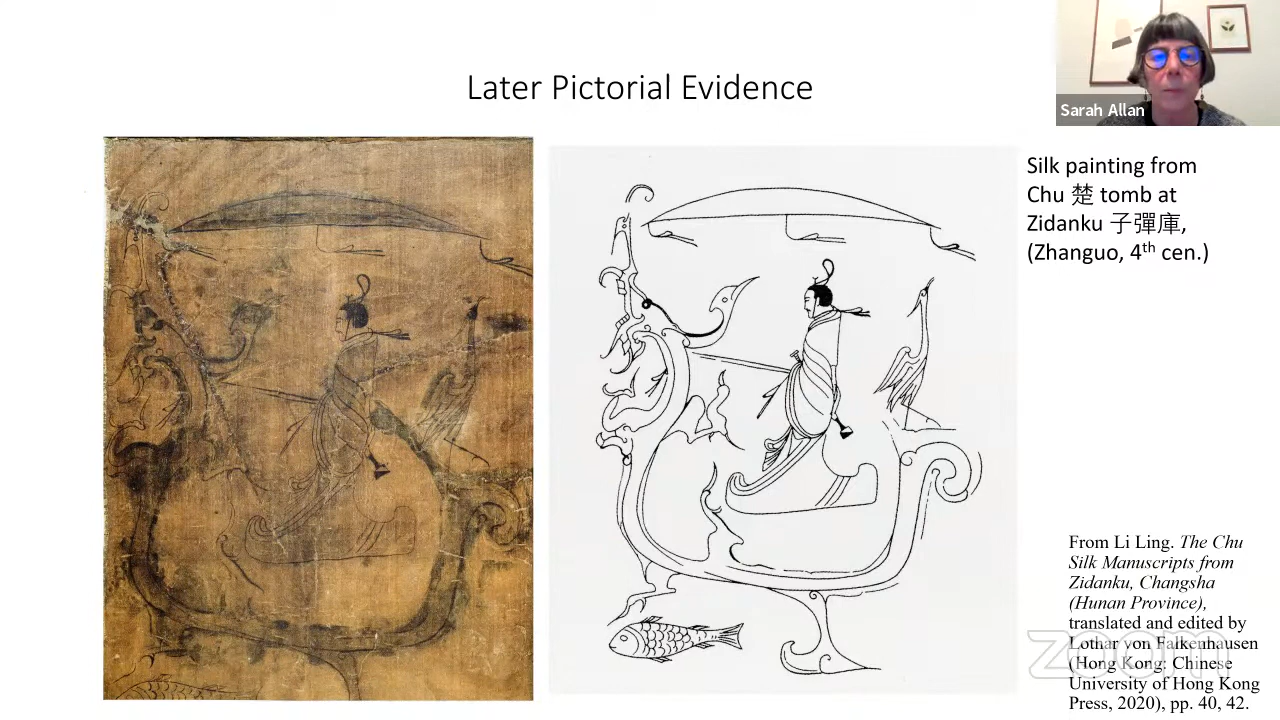 Later Pictorial Evidence
Sarah Allan
Silk painting from
Chu 楚 tomb at
Zidanku 子彈庫,
(Zhanguo, 4th cen.)
From Li Ling. The Chu
Silk Manuscripts from
Zidanku, Changsha
(Hunan Province),
translated and edited by
Lothar von Falkenhausen
(Hong Kong: Chinese
University of Hong Kong
Press, 2020), pp. 40, 42.
zoom